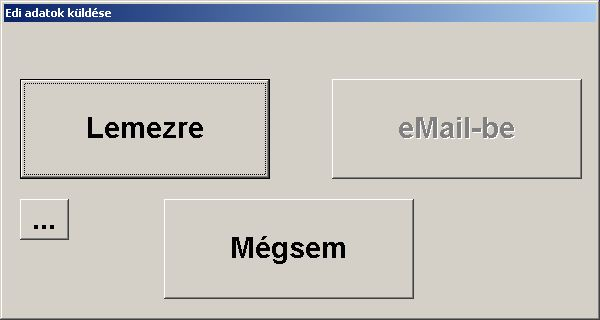 Edi adatok küldése
Lemezre
eMail-be
...
Mégsem